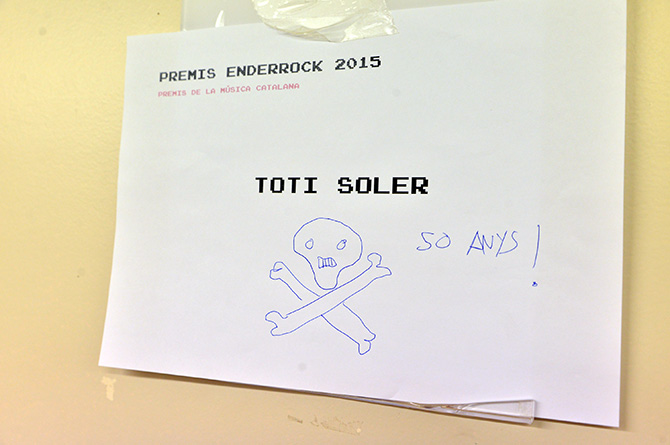 PREMIS ENDERROCK 2015
PREMIS DE LA MÚSICA CATALANA
TOTI SOLER
50 ANYS!